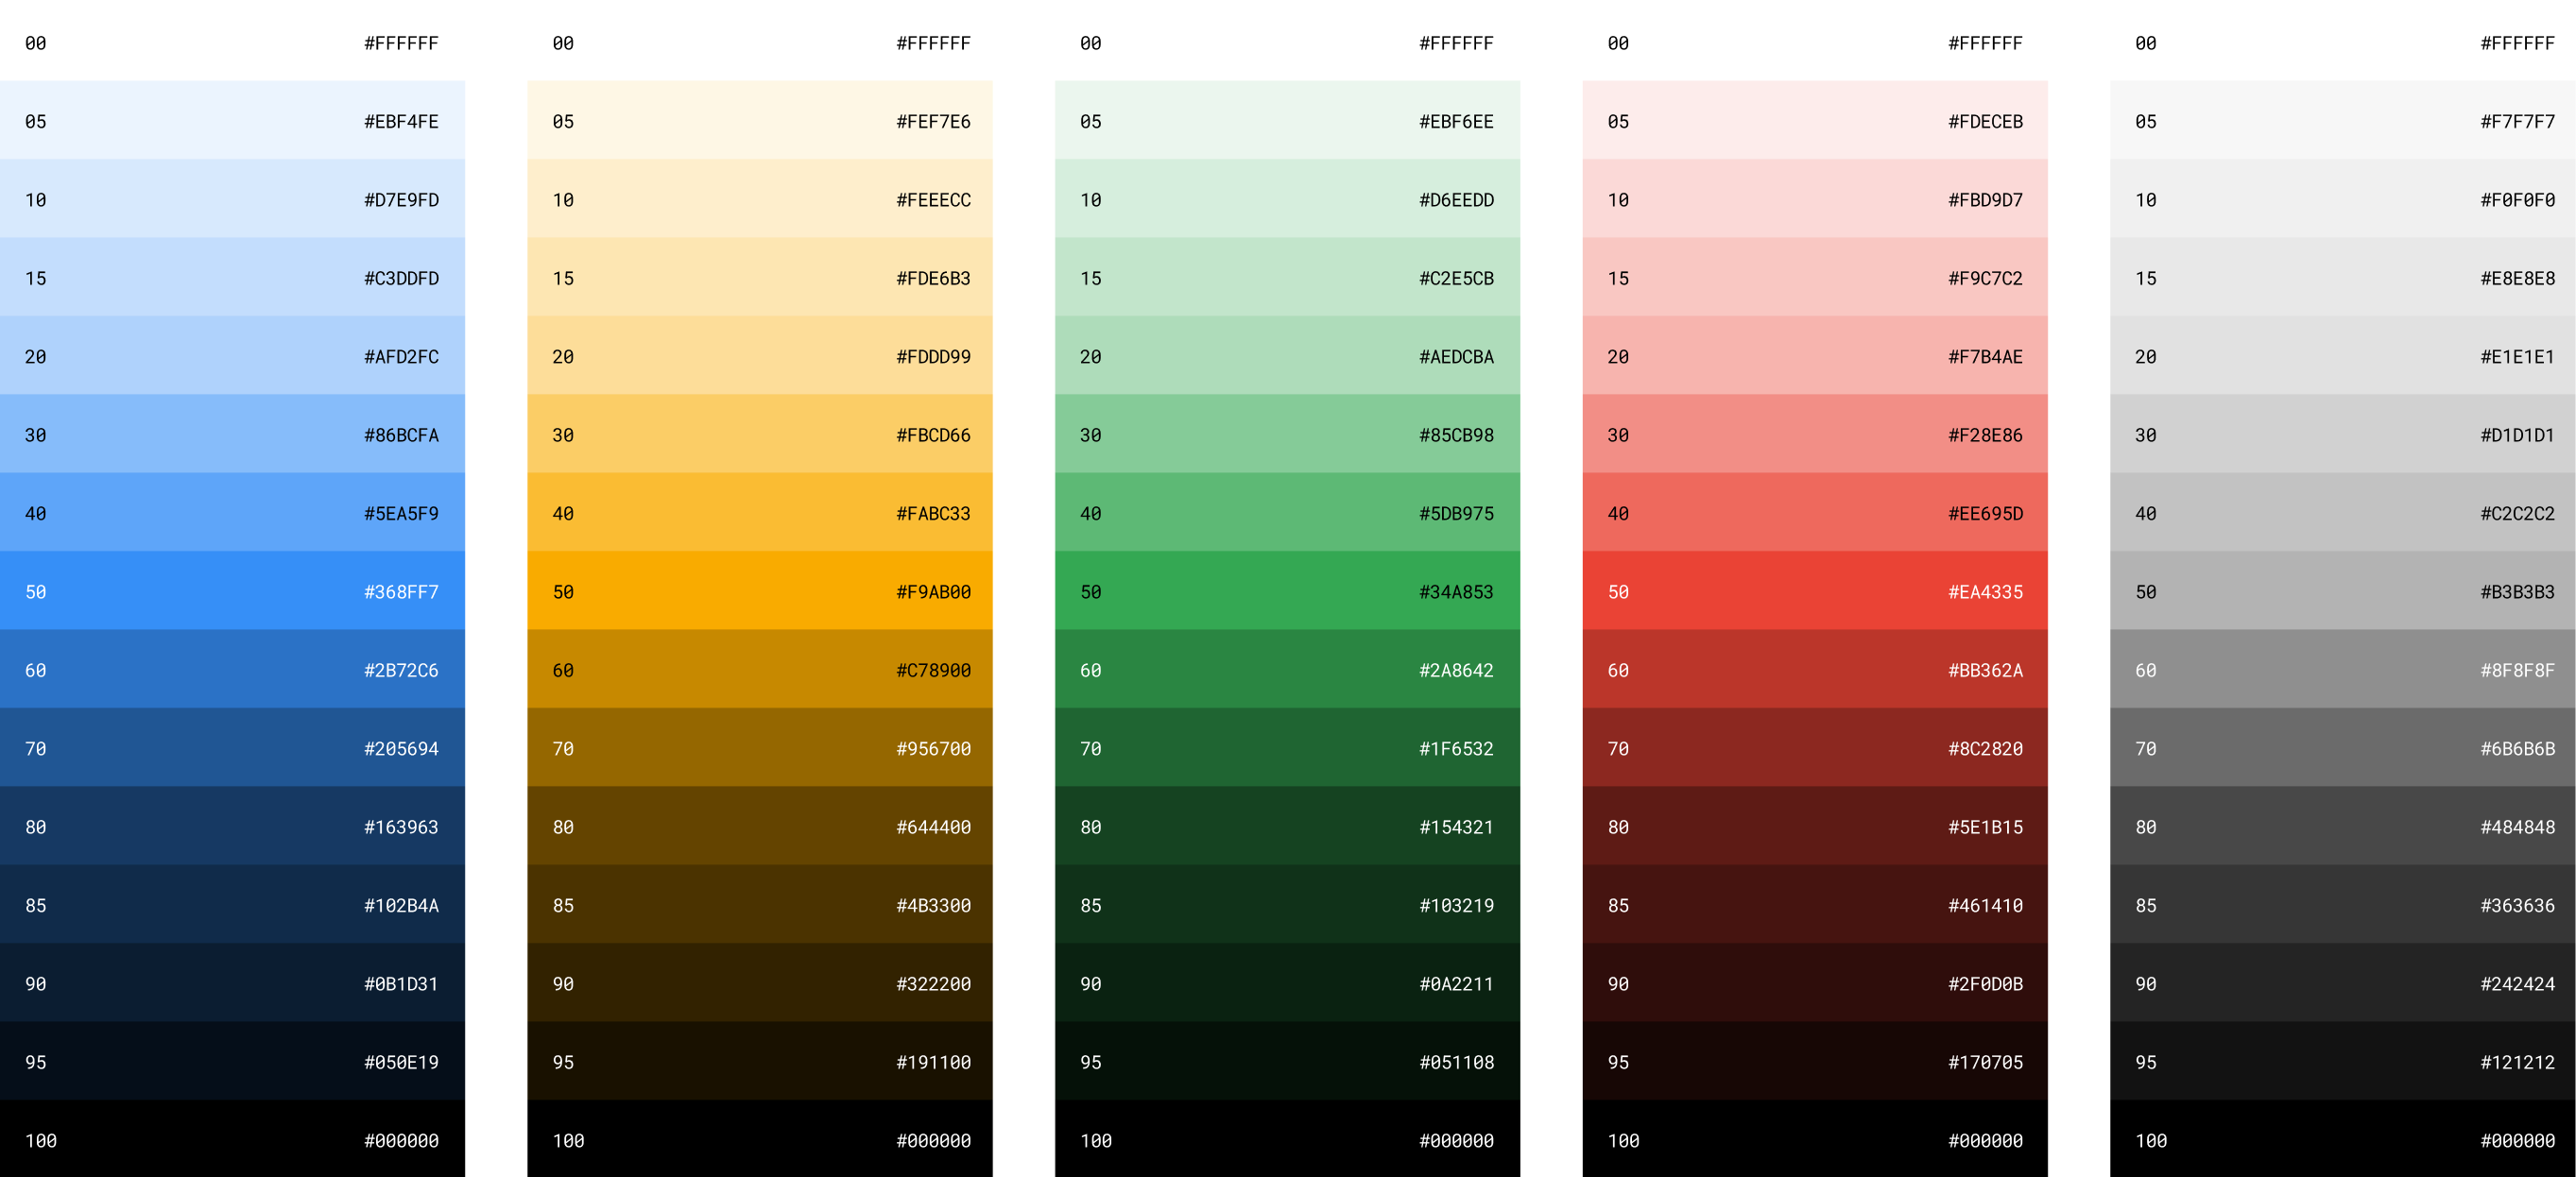 00 #FFFFFF 00 #FFFFFF 00 #FFFFFF 00 #FFFFFF 00 #FFFFFF
05 #EBF4FE 05 #FEF7E6 05 #EBF6EE 05 #FDECEB 05 #F7F7F7
10 #D7E9FD 10 #FEEECC 10 #D6EEDD 10 #FBD9D7 10 #F0F0F0
15 #C3DDFD 15 #FDE6B3 15 #C2E5CB 15 #F9C7C2 15 #E8E8E8
20 #AFD2FC 20 #FDDD99 20 #AEDCBA 20 #F7B4AE 20 #E1E1E1
30 #86BCFA 30 #FBCD66 30 #85CB98 30 #F28E86 30 #D1D1D1
40 #5EA5F9 40 #FABC33 40 #5DB975 40 #EE695D 40 #C2C2C2
50 #368FF7 50 #F9AB00 50 #34A853 50 #EA4335 50 #B3B3B3
60 #2B72C6 60 #C78900 60 #2A8642 60 #BB362A 60 #8F8F8F
70 #205694 70 #956700 70 #1F6532 70 #8C2820 70 #6B6B6B
80 #163963 80 #644400 80 #154321 80 #5E1B15 80 #484848
85 #102B4A 85 #4B3300 85 #103219 85 #461410 85 #363636
90 #0B1D31 90 #322200 90 #0A2211 90 #2F0D0B 90 #242424
95 #050E19 95 #191100 95 #051108 95 #170705 95 #121212
100 #000000 100 #000000 100 #000000 100 #000000 100 #000000